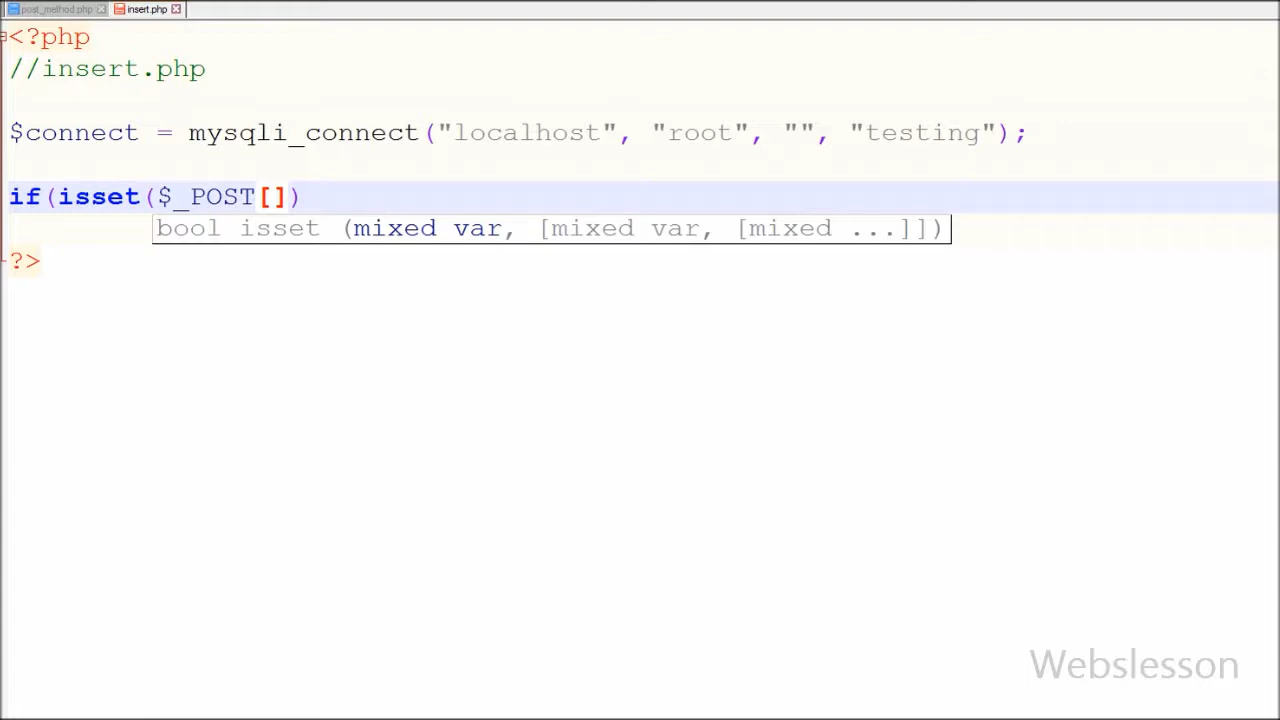 post_method.php insert.php
<?php
//insert.php
$connect = mysqli_connect("localhost", "root", "", "testing");
if(isset($_POST[])
bool isset (mixed var, [mixed var, [mixed ...]])
?>
Webslesson